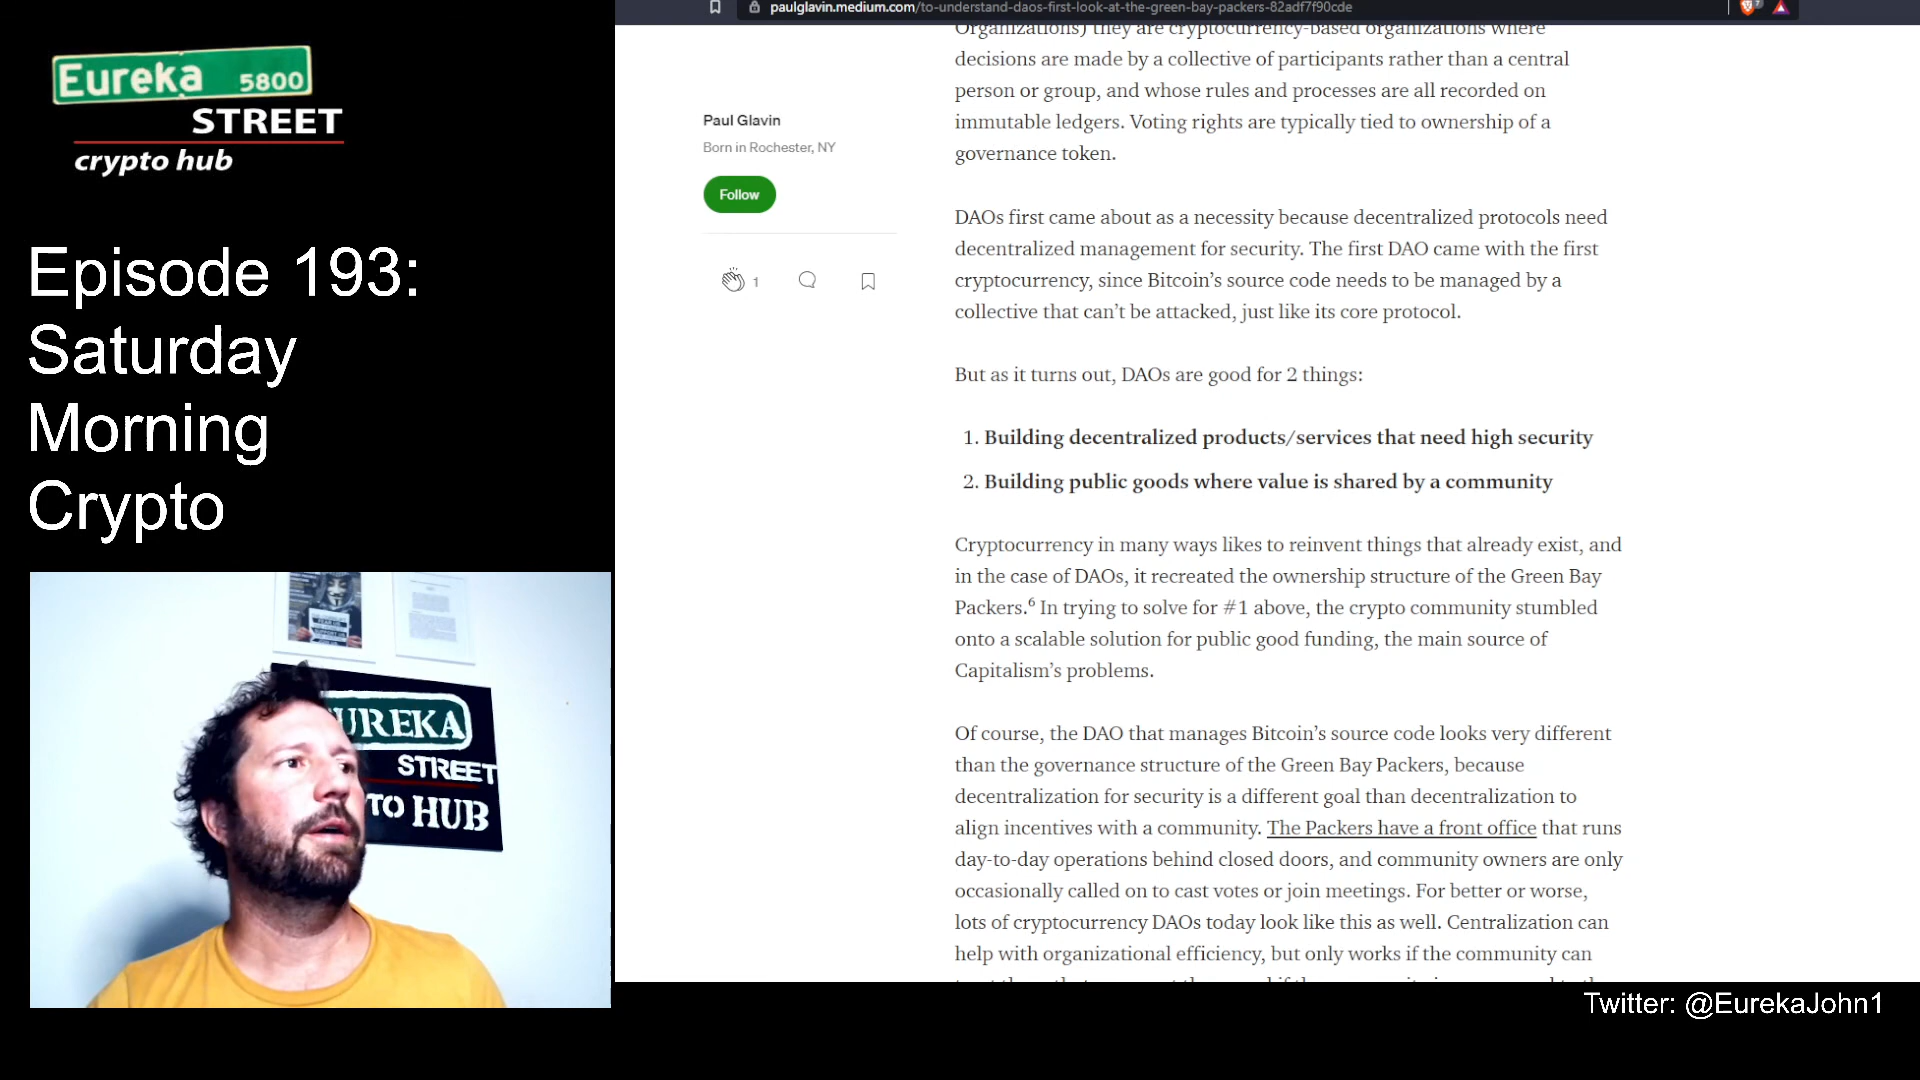 paulglavin.medium.com/to-understand-daos-first-look-at-the-green-bay-packers-82adf7f90cde
Eureka 5800
STREET
crypto hub
Episode 193:
Saturday
Morning
Crypto
FEAR US
SUPPORT US
EUREKA
STREET
TO HUB
Paul Glavin
Born in Rochester, NY
Follow
1
Organizations) they are cryptocurrency-based organizations where
decisions are made by a collective of participants rather than a central
person or group, and whose rules and processes are all recorded on
immutable ledgers. Voting rights are typically tied to ownership of a
governance token.
DAOs first came about as a necessity because decentralized protocols need
decentralized management for security. The first DAO came with the first
cryptocurrency, since Bitcoin’s source code needs to be managed by a
collective that can’t be attacked, just like its core protocol.
But as it turns out, DAOs are good for 2 things:
1. Building decentralized products/services that need high security
2. Building public goods where value is shared by a community
Cryptocurrency in many ways likes to reinvent things that already exist, and
in the case of DAOs, it recreated the ownership structure of the Green Bay
Packers.⁶ In trying to solve for #1 above, the crypto community stumbled
onto a scalable solution for public good funding, the main source of
Capitalism’s problems.
Of course, the DAO that manages Bitcoin’s source code looks very different
than the governance structure of the Green Bay Packers, because
decentralization for security is a different goal than decentralization to
align incentives with a community. The Packers have a front office that runs
day-to-day operations behind closed doors, and community owners are only
occasionally called on to cast votes or join meetings. For better or worse,
lots of cryptocurrency DAOs today look like this as well. Centralization can
help with organizational efficiency, but only works if the community can
Twitter: @EurekaJohn1